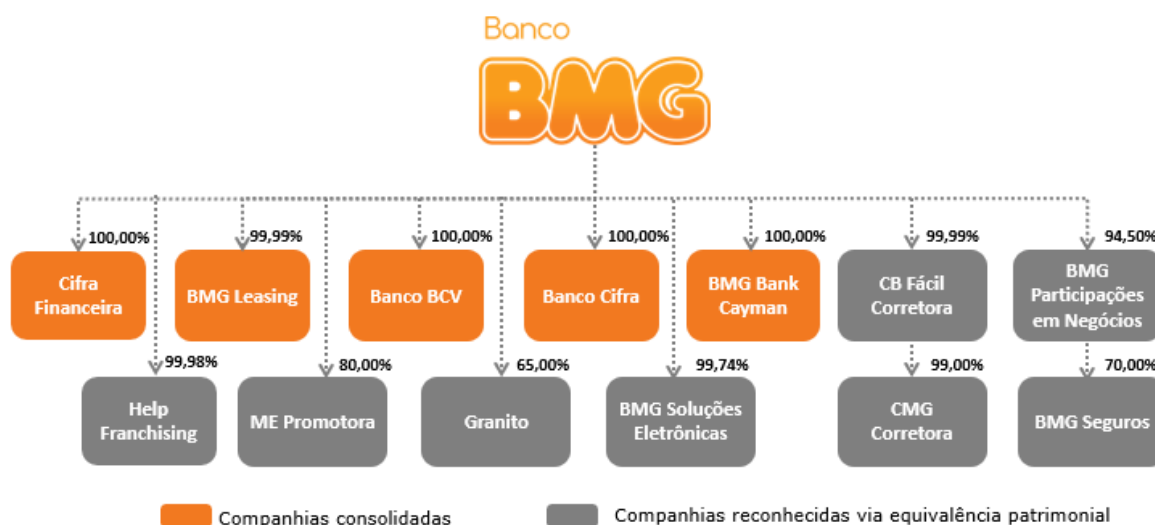 Banco
BMG
100,00%
99,99%
100,00%
100,00%
100,00%
99,99%
94,50%
Cifra
Financeira
BMG Leasing
Banco BCV
Banco Cifra
BMG Bank
Cayman
CB Fácil
Corretora
BMG
Participações
em Negócios
99,98%
80,00%
65,00%
99,74%
99,00%
70,00%
Help
Franchising
ME Promotora
Granito
BMG Soluções
Eletrônicas
CMG
Corretora
BMG Seguros
Companhias consolidadas
Companhias reconhecidas via equivalência patrimonial